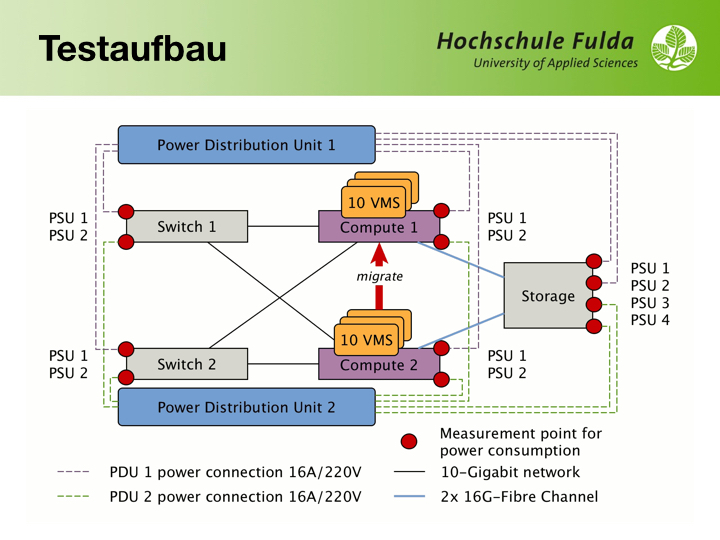 Testaufbau
Hochschule Fulda
University of Applied Sciences
Power Distribution Unit 1
10 VMS
PSU 1
PSU 2
Switch 1
Compute 1
PSU 1
PSU 2
migrate
Storage
PSU 1
PSU 2
PSU 3
PSU 4
10 VMS
PSU 1
PSU 2
Switch 2
Compute 2
PSU 1
PSU 2
Power Distribution Unit 2
Measurement point for
power consumption
PDU 1 power connection 16A/220V
10-Gigabit network
PDU 2 power connection 16A/220V
2x 16G-Fibre Channel